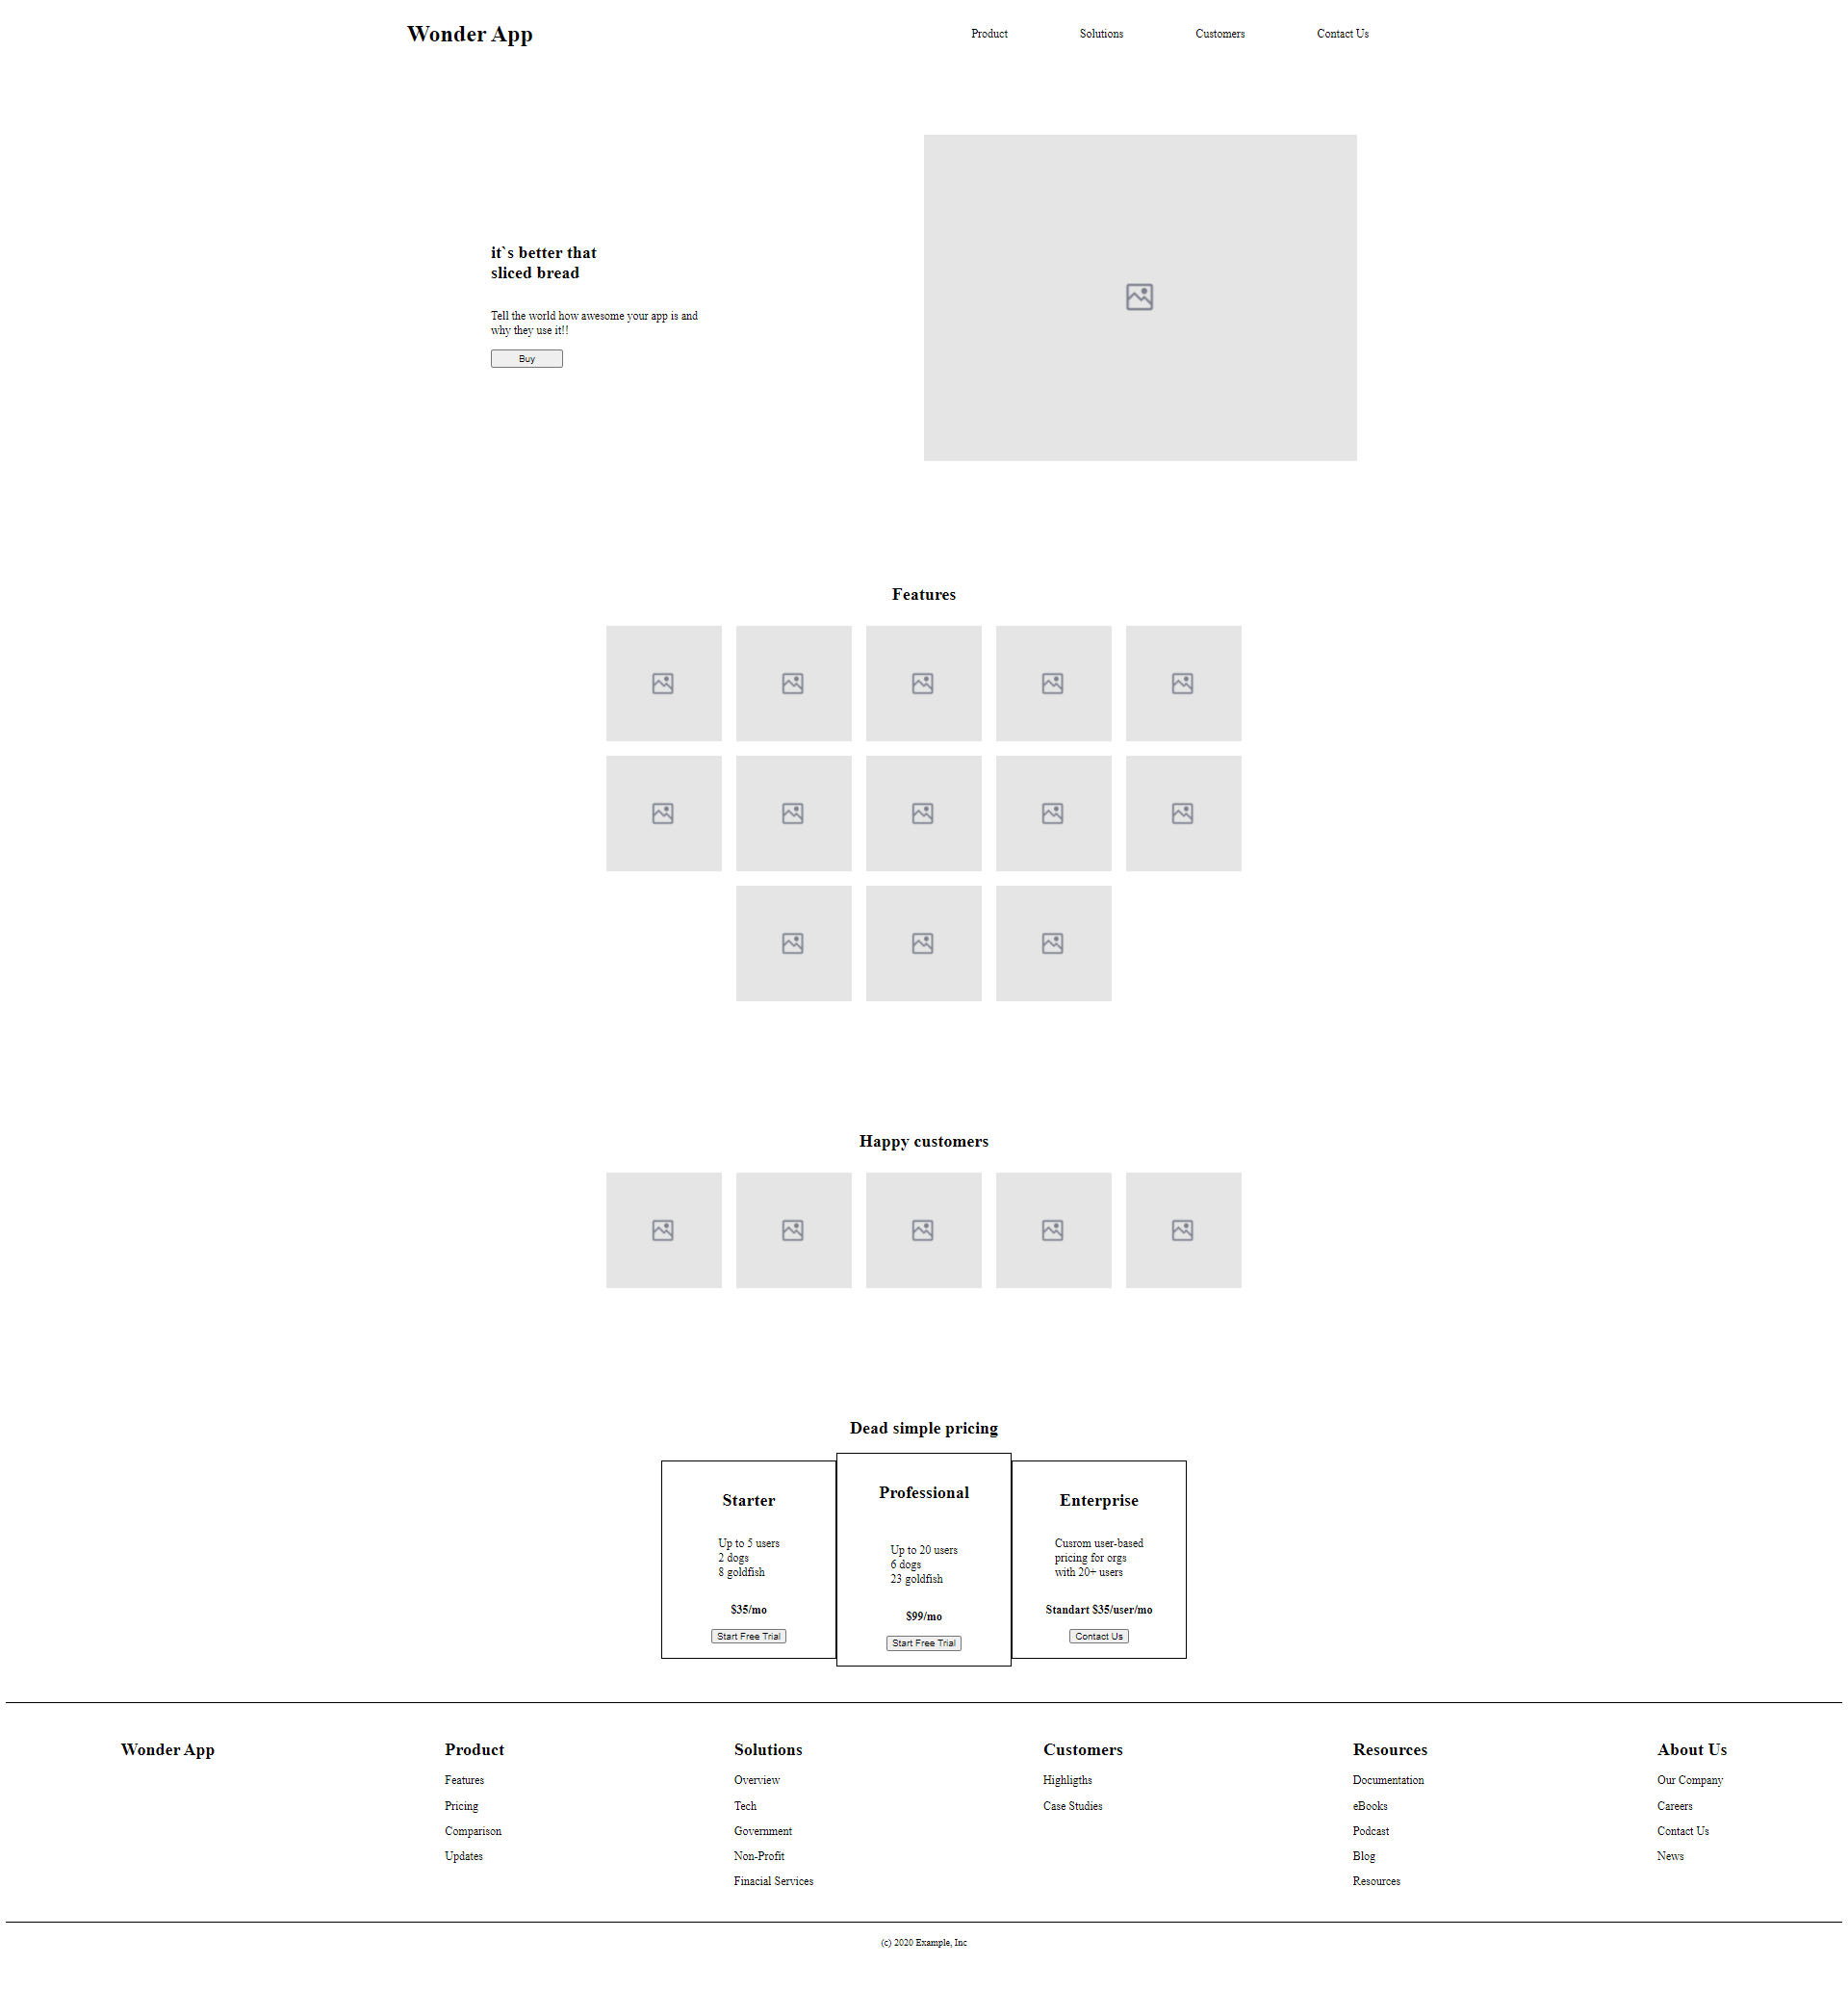 Wonder App
Product
Solutions
Customers
Contact Us
it`s better that
sliced bread
Tell the world how awesome your app is and
why they use it!!
Buy
Features
Happy customers
Dead simple pricing
Starter
Up to 5 users
2 dogs
8 goldfish
$35/mo
Start Free Trial
Professional
Up to 20 users
6 dogs
23 goldfish
$99/mo
Start Free Trial
Enterprise
Cusrom user-based
pricing for orgs
with 20+ users
Standart $35/user/mo
Contact Us
Wonder App
Product
Features
Pricing
Comparison
Updates
Solutions
Overview
Tech
Government
Non-Profit
Finacial Services
Customers
Highligths
Case Studies
Resources
Documentation
eBooks
Podcast
Blog
Resources
About Us
Our Company
Careers
Contact Us
News
(c) 2020 Example, Inc